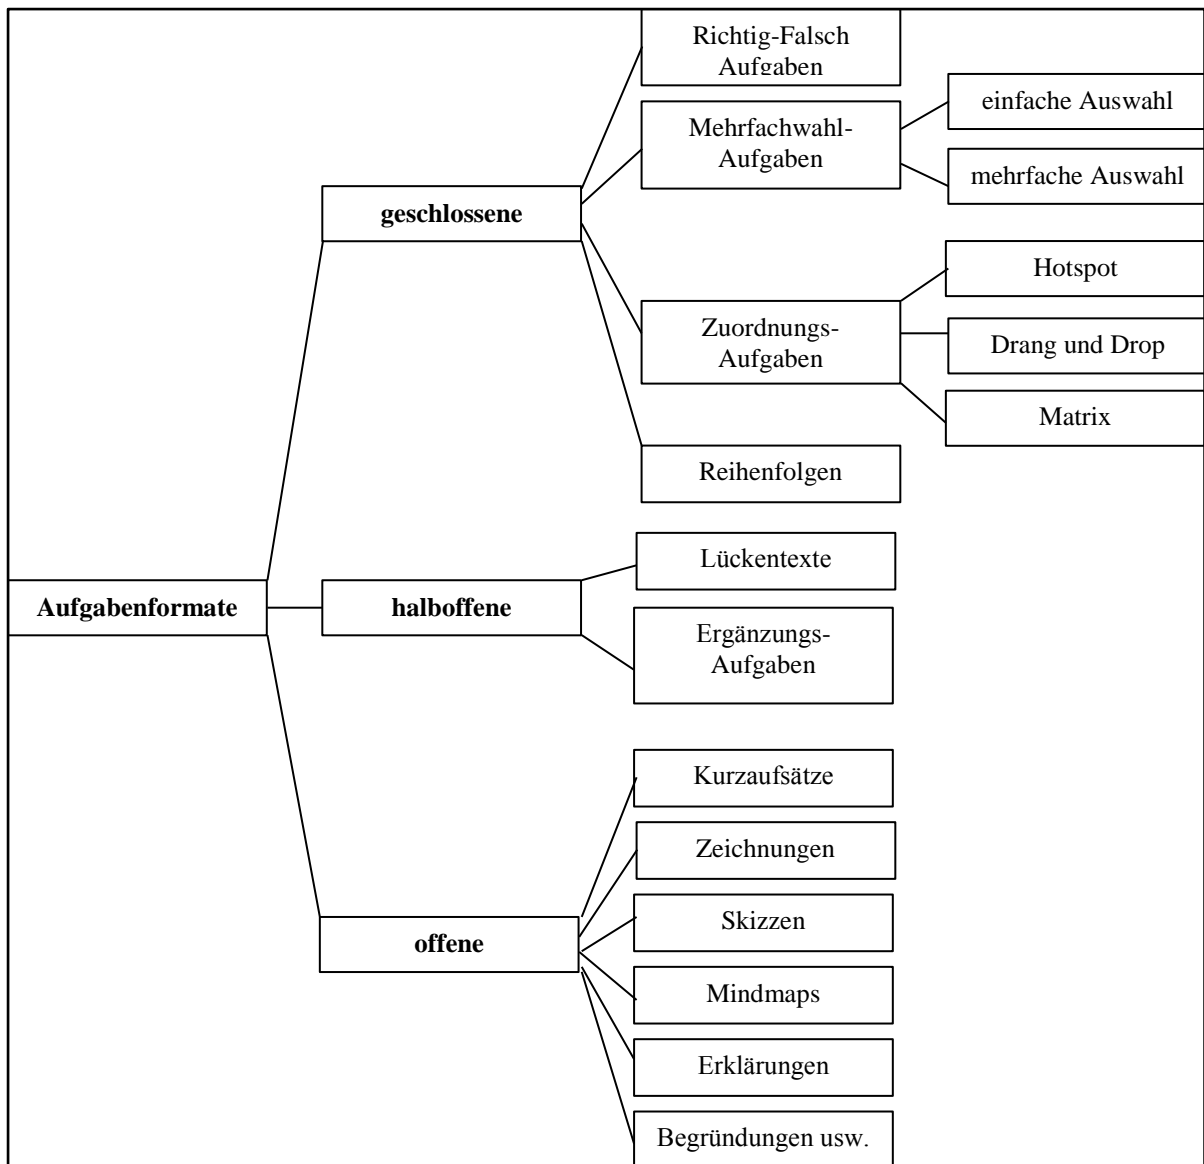 Richtig-Falsch
Aufgaben
einfache Auswahl
Mehrfachwahl-
Aufgaben
mehrfache Auswahl
geschlossene
Hotspot
Zuordnungs-
Aufgaben
Drang und Drop
Matrix
Reihenfolgen
Lückentexte
Aufgabenformate
halboffene
Ergänzungs-
Aufgaben
Kurzaufsätze
Zeichnungen
Skizzen
offene
Mindmaps
Erklärungen
Begründungen usw.